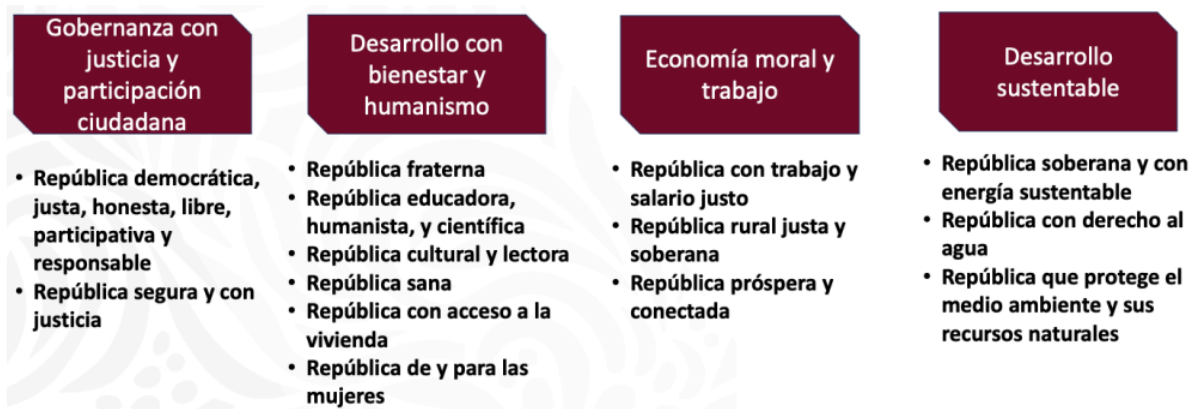 Gobernanza con
justicia y
participación
ciudadana
• República democrática,
justa, honesta, libre,
participativa y
responsable
• República segura y con
justicia
Desarrollo con
bienestar y
humanismo
• República fraterna
• República educadora,
humanista, y científica
• República cultural y lectora
• República sana
• República con acceso a la
vivienda
• República de y para las
mujeres
Economía moral y
trabajo
• República con trabajo y
salario justo
• República rural justa y
soberana
• República próspera y
conectada
Desarrollo
sustentable
• República soberana y con
energía sustentable
• República con derecho al
agua
• República que protege el
medio ambiente y sus
recursos naturales